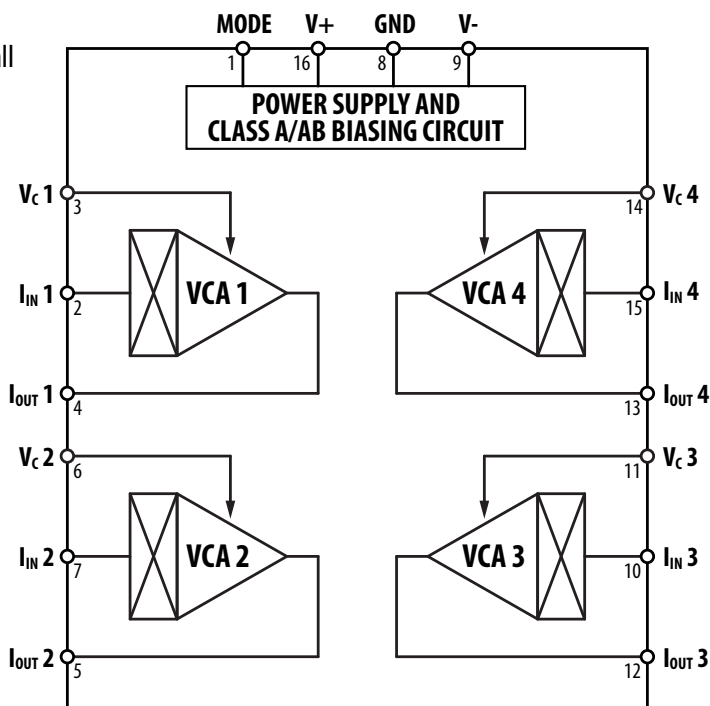 all
MODE V+ GND V-
1 16 8 9
POWER SUPPLY AND
CLASS A/AB BIASING CIRCUIT
VC 1
3
IIN 1
2
VCA 1
IOUT 1
4
VC 4
14
IIN 4
15
VCA 4
IOUT 4
13
VC 2
6
IIN 2
7
VCA 2
IOUT 2
5
VC 3
11
IIN 3
10
VCA 3
IOUT 3
12